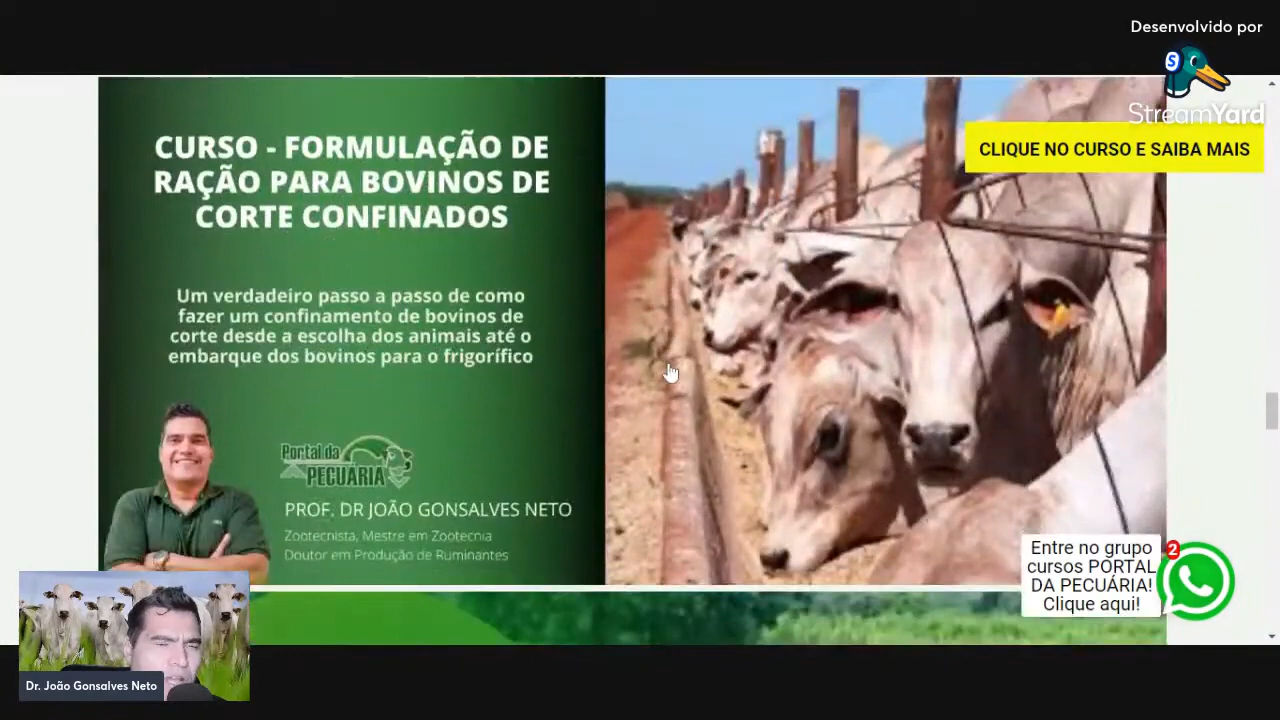 Desenvolvido por
S
StreamYard
CLIQUE NO CURSO E SAIBA MAIS
CURSO - FORMULAÇÃO DE
RAÇÃO PARA BOVINOS DE
CORTE CONFINADOS
Um verdadeiro passo a passo de como
fazer um confinamento de bovinos de
corte desde a escolha dos animais até o
embarque dos bovinos para o frigorífico
Portal da
PECUÁRIA
PROF. DR JOÃO GONSALVES NETO
Zootecnista, Mestre em Zootecnia
Doutor em Produção de Ruminantes
Entre no grupo
cursos PORTAL
DA PECUÁRIA!
Clique aqui!
2
Dr. João Gonsalves Neto